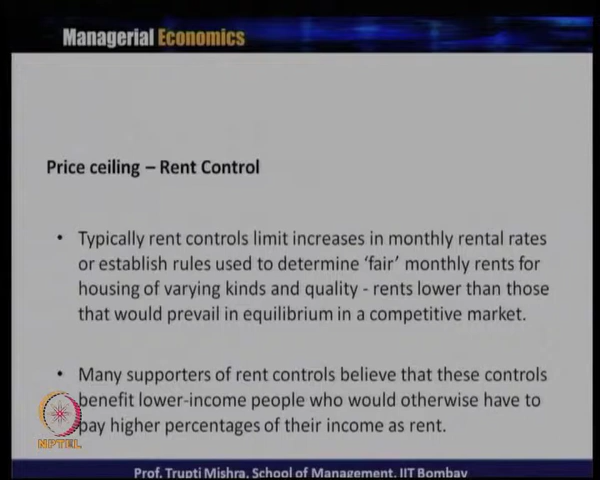 Managerial Economics
Price ceiling – Rent Control
• Typically rent controls limit increases in monthly rental rates
or establish rules used to determine ‘fair’ monthly rents for
housing of varying kinds and quality - rents lower than those
that would prevail in equilibrium in a competitive market.
• Many supporters of rent controls believe that these controls
benefit lower-income people who would otherwise have to
pay higher percentages of their income as rent.
NPTEL
Prof. Trupti Mishra, School of Management, IIT Bombay